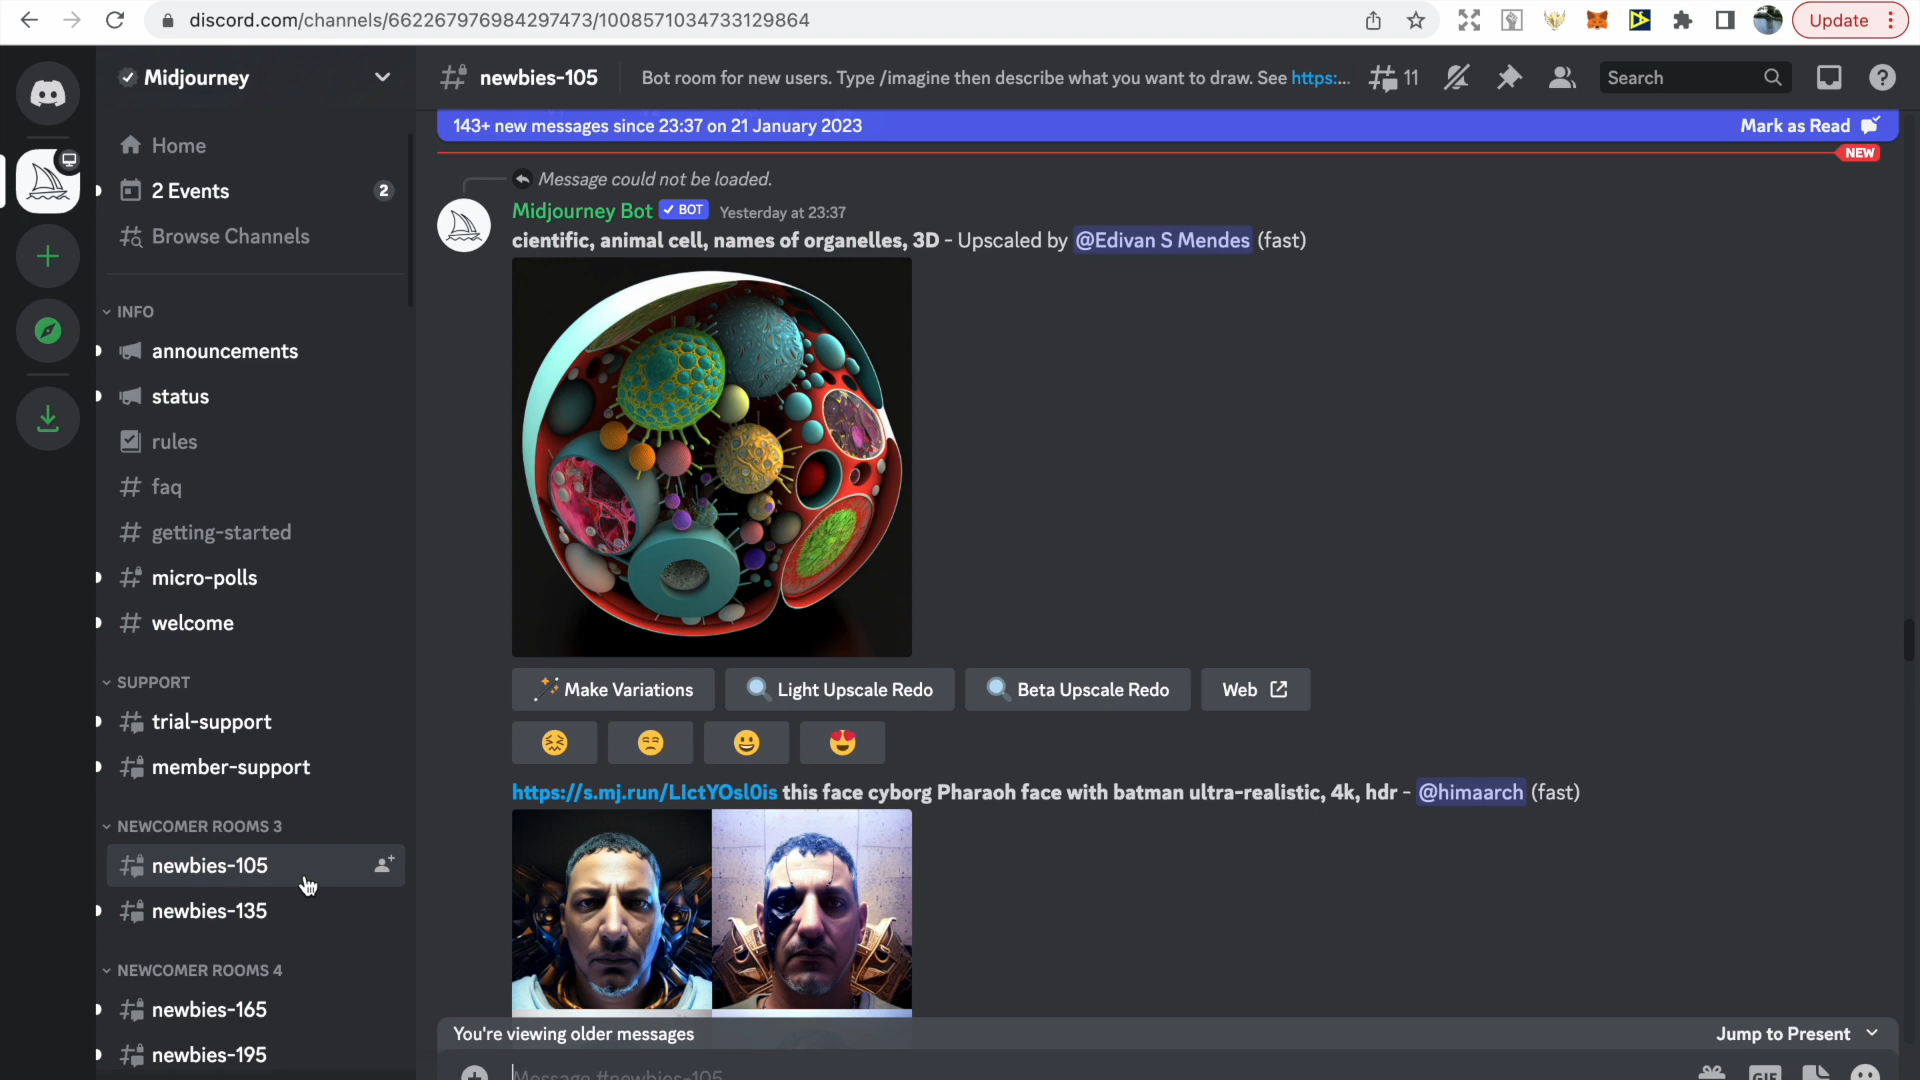 discord.com/channels/662267976984297473/1008571034733129864
Update
Midjourney
Home
2 Events
2
Browse Channels
INFO
announcements
status
rules
faq
getting-started
micro-polls
welcome
SUPPORT
trial-support
member-support
NEWCOMER ROOMS 3
newbies-105
newbies-135
NEWCOMER ROOMS 4
newbies-165
newbies-195
newbies-105
Bot room for new users. Type /imagine then describe what you want to draw. See https:...
11
Search
143+ new messages since 23:37 on 21 January 2023
Mark as Read
NEW
Message could not be loaded.
Midjourney Bot BOT Yesterday at 23:37
cientific, animal cell, names of organelles, 3D - Upscaled by @Edivan S Mendes (fast)
Make Variations
Light Upscale Redo
Beta Upscale Redo
Web
https://s.mj.run/LIctYOsl0is this face cyborg Pharaoh face with batman ultra-realistic, 4k, hdr - @himaarch (fast)
You're viewing older messages
Jump to Present
Message #newbies-105
GIF